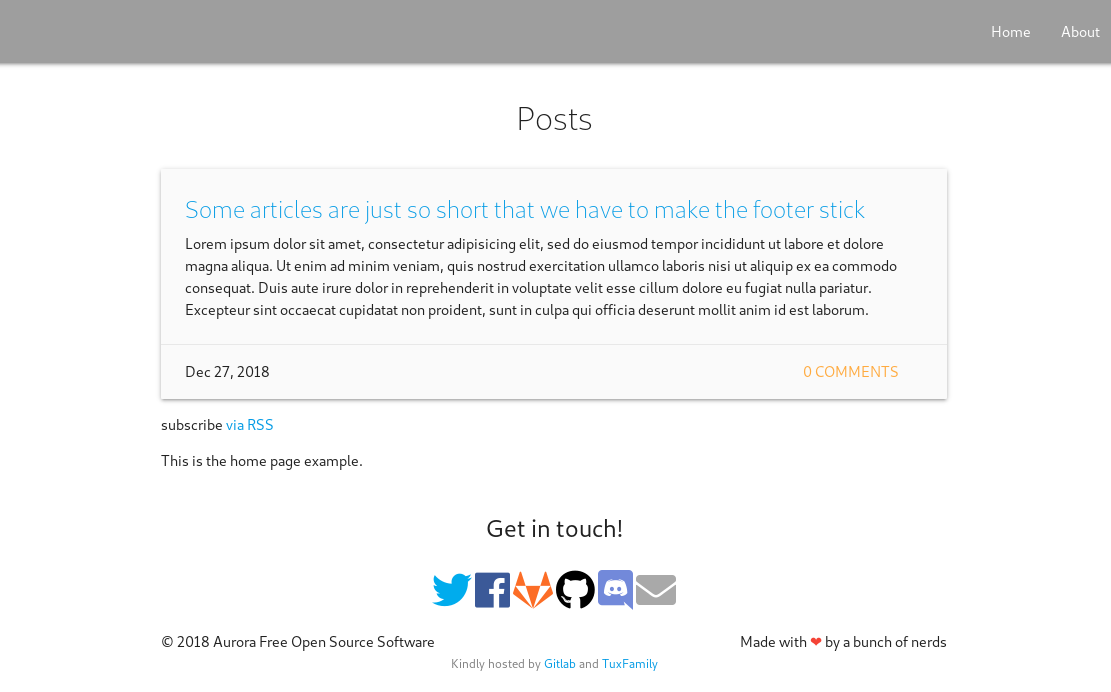 Home About
Posts
Some articles are just so short that we have to make the footer stick
Lorem ipsum dolor sit amet, consectetur adipisicing elit, sed do eiusmod tempor incididunt ut labore et dolore
magna aliqua. Ut enim ad minim veniam, quis nostrud exercitation ullamco laboris nisi ut aliquip ex ea commodo
consequat. Duis aute irure dolor in reprehenderit in voluptate velit esse cillum dolore eu fugiat nulla pariatur.
Excepteur sint occaecat cupidatat non proident, sunt in culpa qui officia deserunt mollit anim id est laborum.
Dec 27, 2018 0 COMMENTS
subscribe via RSS
This is the home page example.
Get in touch!
© 2018 Aurora Free Open Source Software Made with ❤ by a bunch of nerds
Kindly hosted by Gitlab and TuxFamily